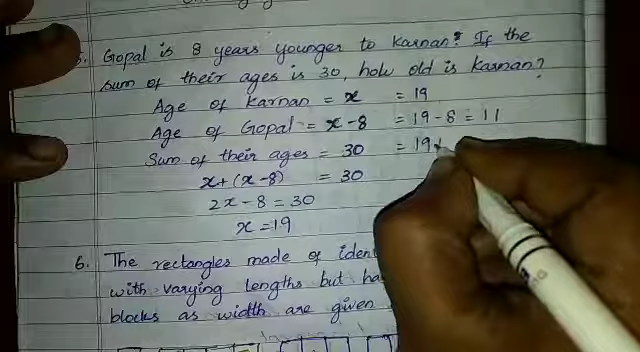 5. Gopal is 8 years younger to Karnan? If the
sum of their ages is 30, how old is Karnan?
Age of Karnan = x = 19
Age of Gopal = x-8 = 19-8 = 11
Sum of their ages = 30 = 19+
x+(x-8) = 30
2x-8=30
x=19
6. The rectangles made of iden
with varying lengths but ha
blocks as width are given